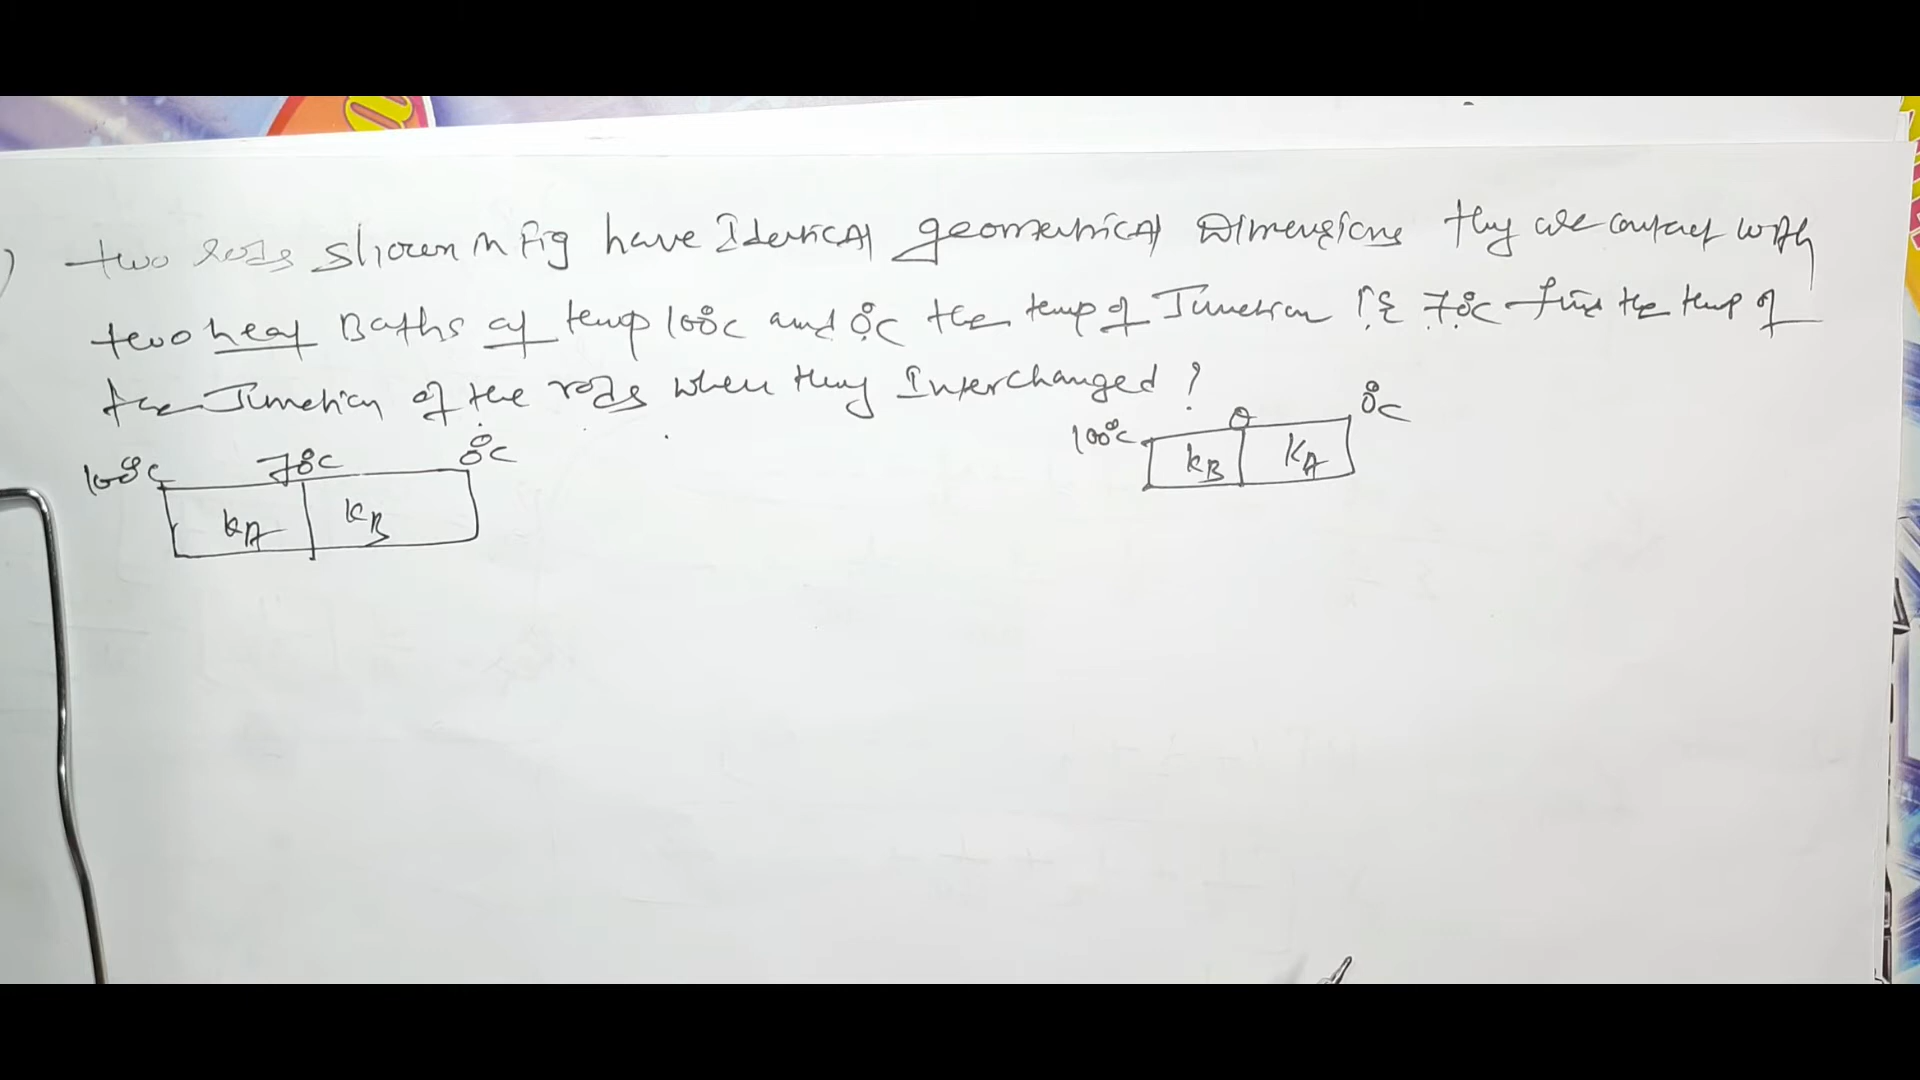 two rods shown in fig have Identical geometrical Dimensions they are contact with
two heat Baths of temp 100°c and 0°c the temp of Junction is 70°c find the temp of
the Junction of the rods when they Interchanged ?
100°c 70°c 0°c
KA KB
100°c θ 0°c
KB KA